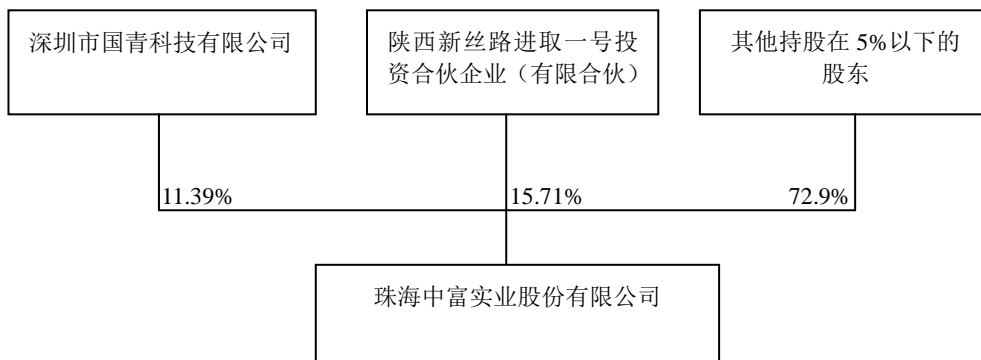 深圳市国青科技有限公司
陕西新丝路进取一号投
资合伙企业（有限合伙）
其他持股在 5%以下的
股东
11.39%
15.71%
72.9%
珠海中富实业股份有限公司